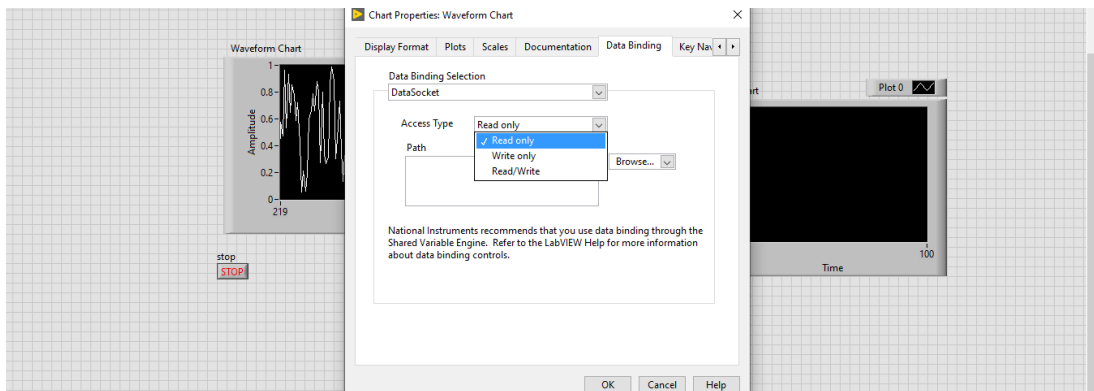 Chart Properties: Waveform Chart
Display Format Plots Scales Documentation Data Binding Key Nav
Waveform Chart
Amplitude
1
0.8
0.6
0.4
0.2
0
219
stop
STOP
Data Binding Selection
DataSocket
Access Type Read only
✓ Read only
Write only
Read/Write
Path
Browse...
National Instruments recommends that you use data binding through the
Shared Variable Engine. Refer to the LabVIEW Help for more information
about data binding controls.
OK Cancel Help
art
Plot 0
100
Time